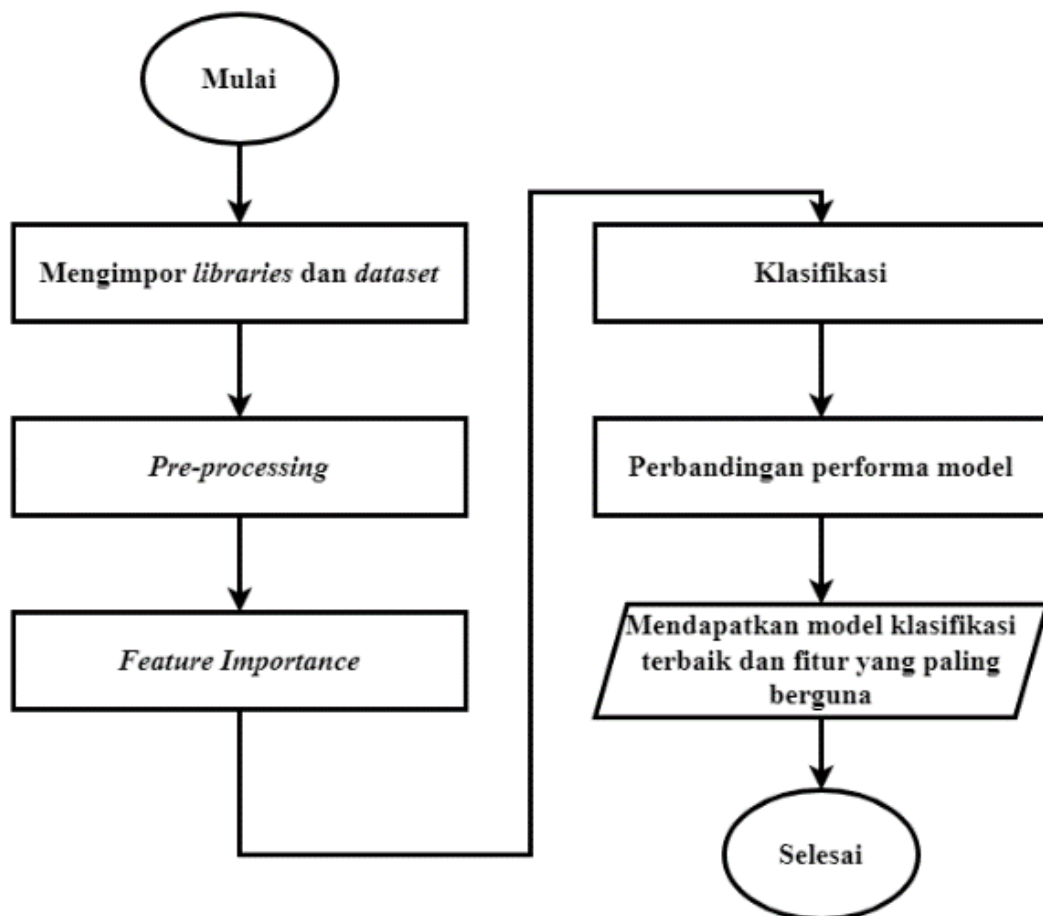 Mulai
Mengimpor libraries dan dataset
Pre-processing
Feature Importance
Klasifikasi
Perbandingan performa model
Mendapatkan model klasifikasi
terbaik dan fitur yang paling
berguna
Selesai